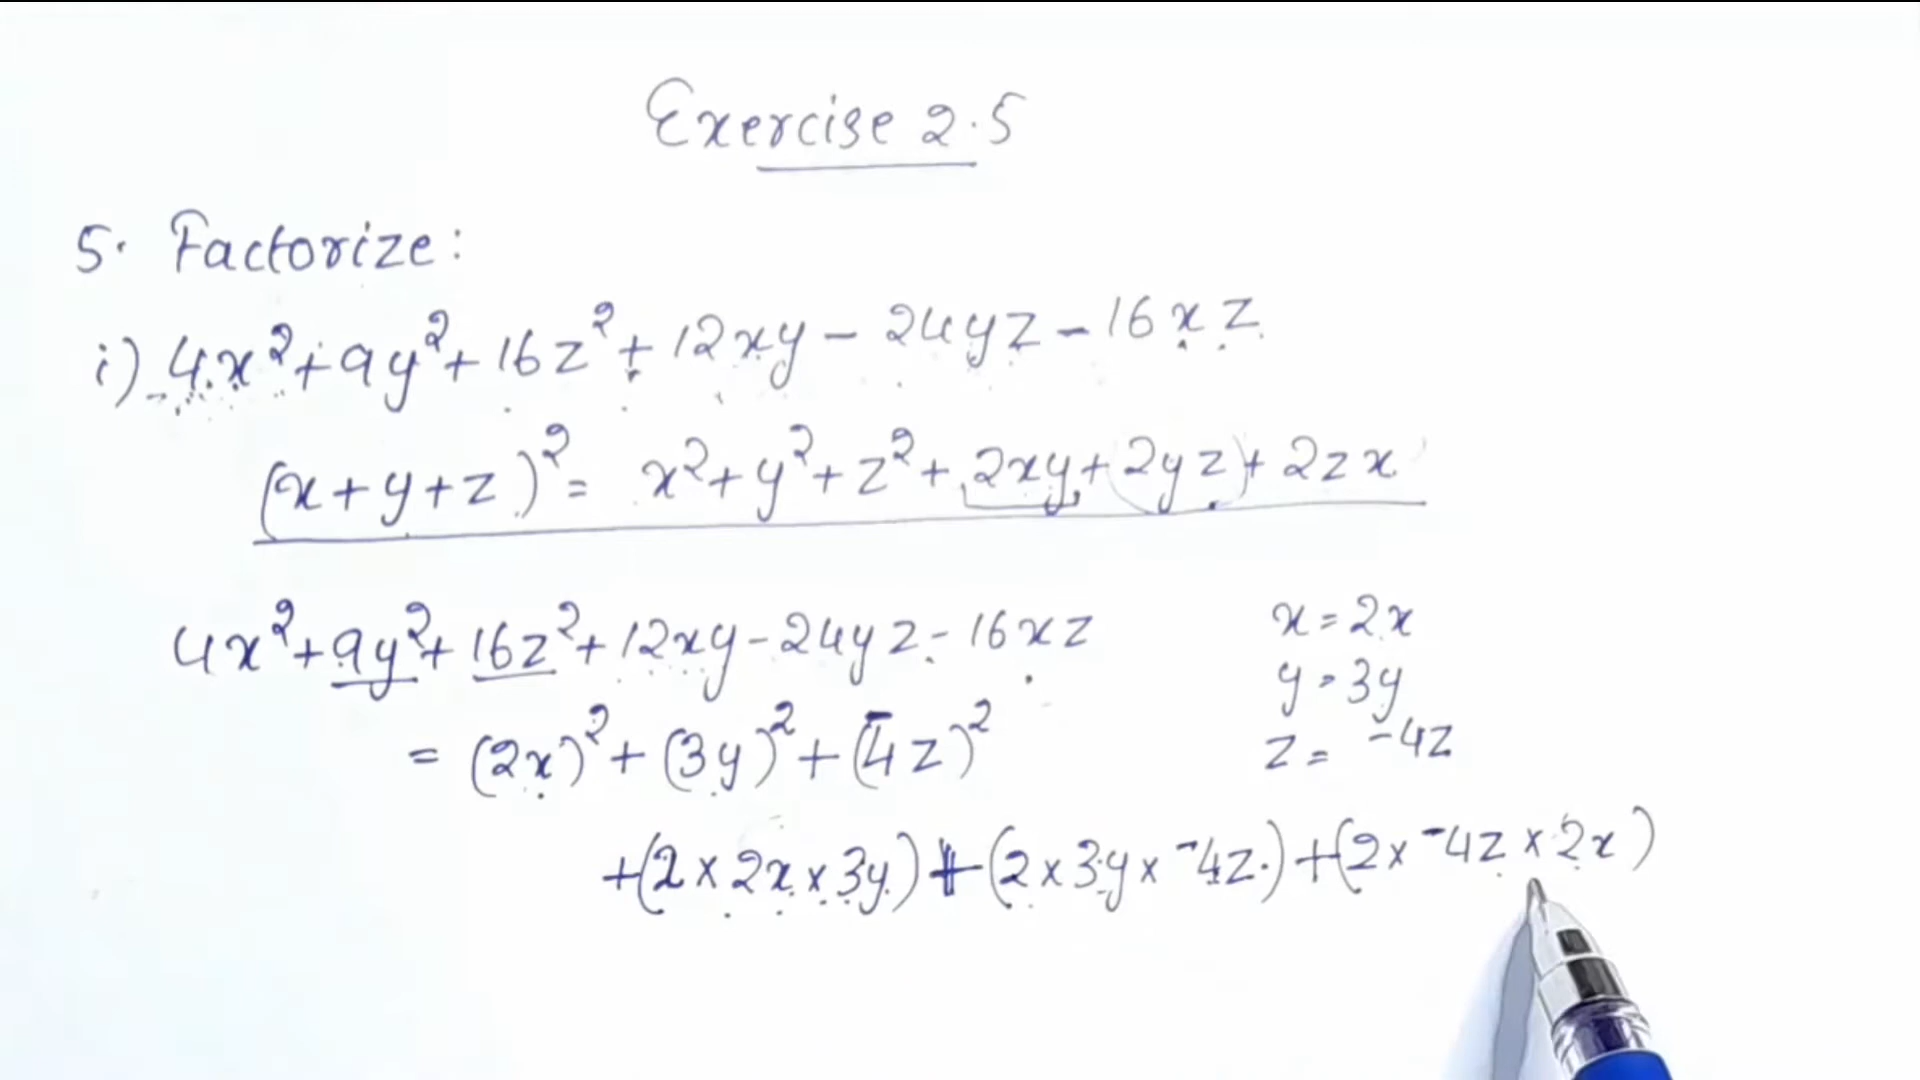 Exercise 2.5
5. Factorize:
i) 4x²+9y²+16z²+12xy-24yz-16xz
(x+y+z)²= x²+y²+z²+2xy+2yz+2zx
4x²+9y²+16z²+12xy-24yz-16xz
x=2x
y=3y
z= -4z
= (2x)²+(3y)²+(-4z)²
+(2×2x×3y)+(2×3y×-4z)+(2×-4z×2x)